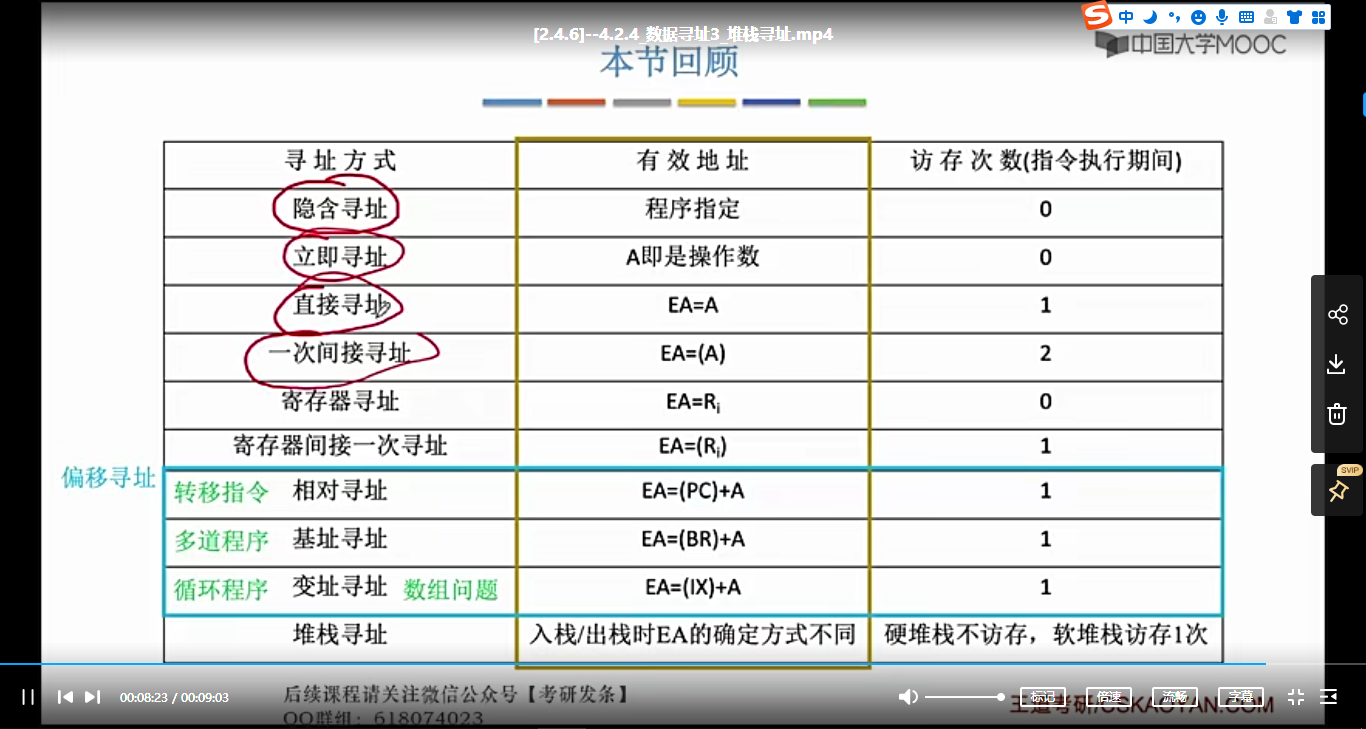 中
[2.4.6]--4.2.4_数据寻址3_堆栈寻址.mp4
中国大学MOOC
本节回顾
寻址方式 有效地址 访存次数(指令执行期间)
隐含寻址 程序指定 0
立即寻址 A即是操作数 0
直接寻址 EA=A 1
一次间接寻址 EA=(A) 2
寄存器寻址 EA=Ri 0
寄存器间接一次寻址 EA=(Ri) 1
偏移寻址
转移指令 相对寻址 EA=(PC)+A 1
多道程序 基址寻址 EA=(BR)+A 1
循环程序 变址寻址 数组问题 EA=(IX)+A 1
堆栈寻址 入栈/出栈时EA的确定方式不同 硬堆栈不访存，软堆栈访存1次
SVIP
00:08:23 / 00:09:03
后续课程请关注微信公众号【考研发条】
QQ群组：618074023
标记 倍速 流畅 字幕
王道考研/CSKAOYAN.COM